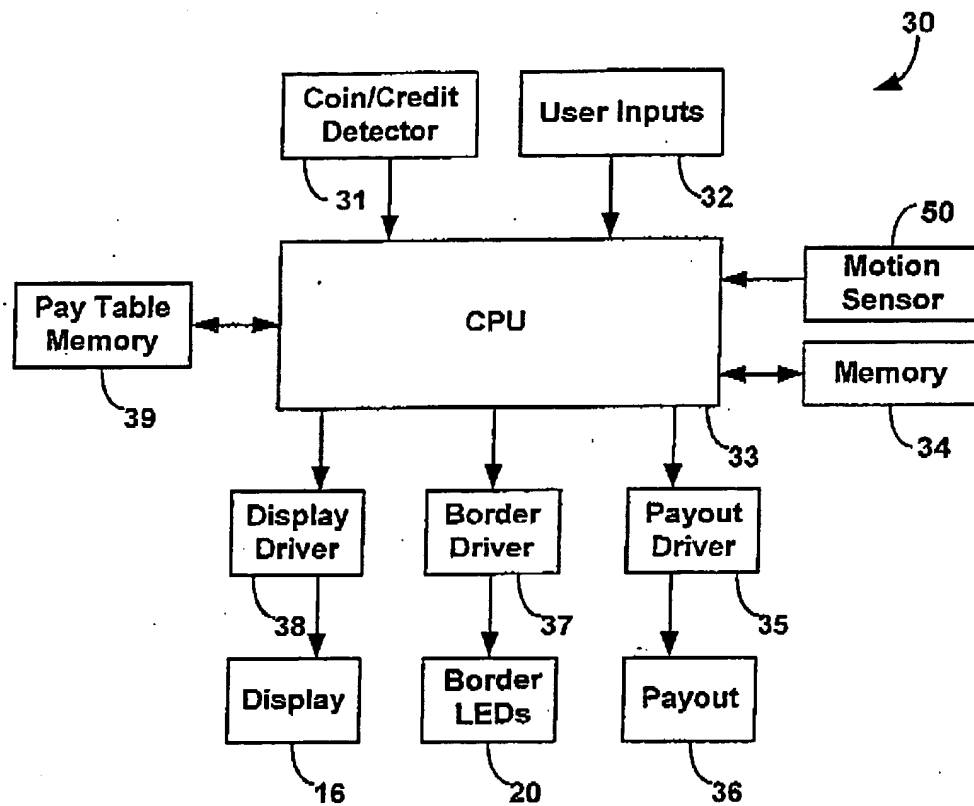 30
Coin/Credit
Detector
User Inputs
31
32
50
Motion
Sensor
Pay Table
Memory
CPU
Memory
39
33
34
Display
Driver
Border
Driver
Payout
Driver
38
37
35
Display
Border
LEDs
Payout
16
20
36